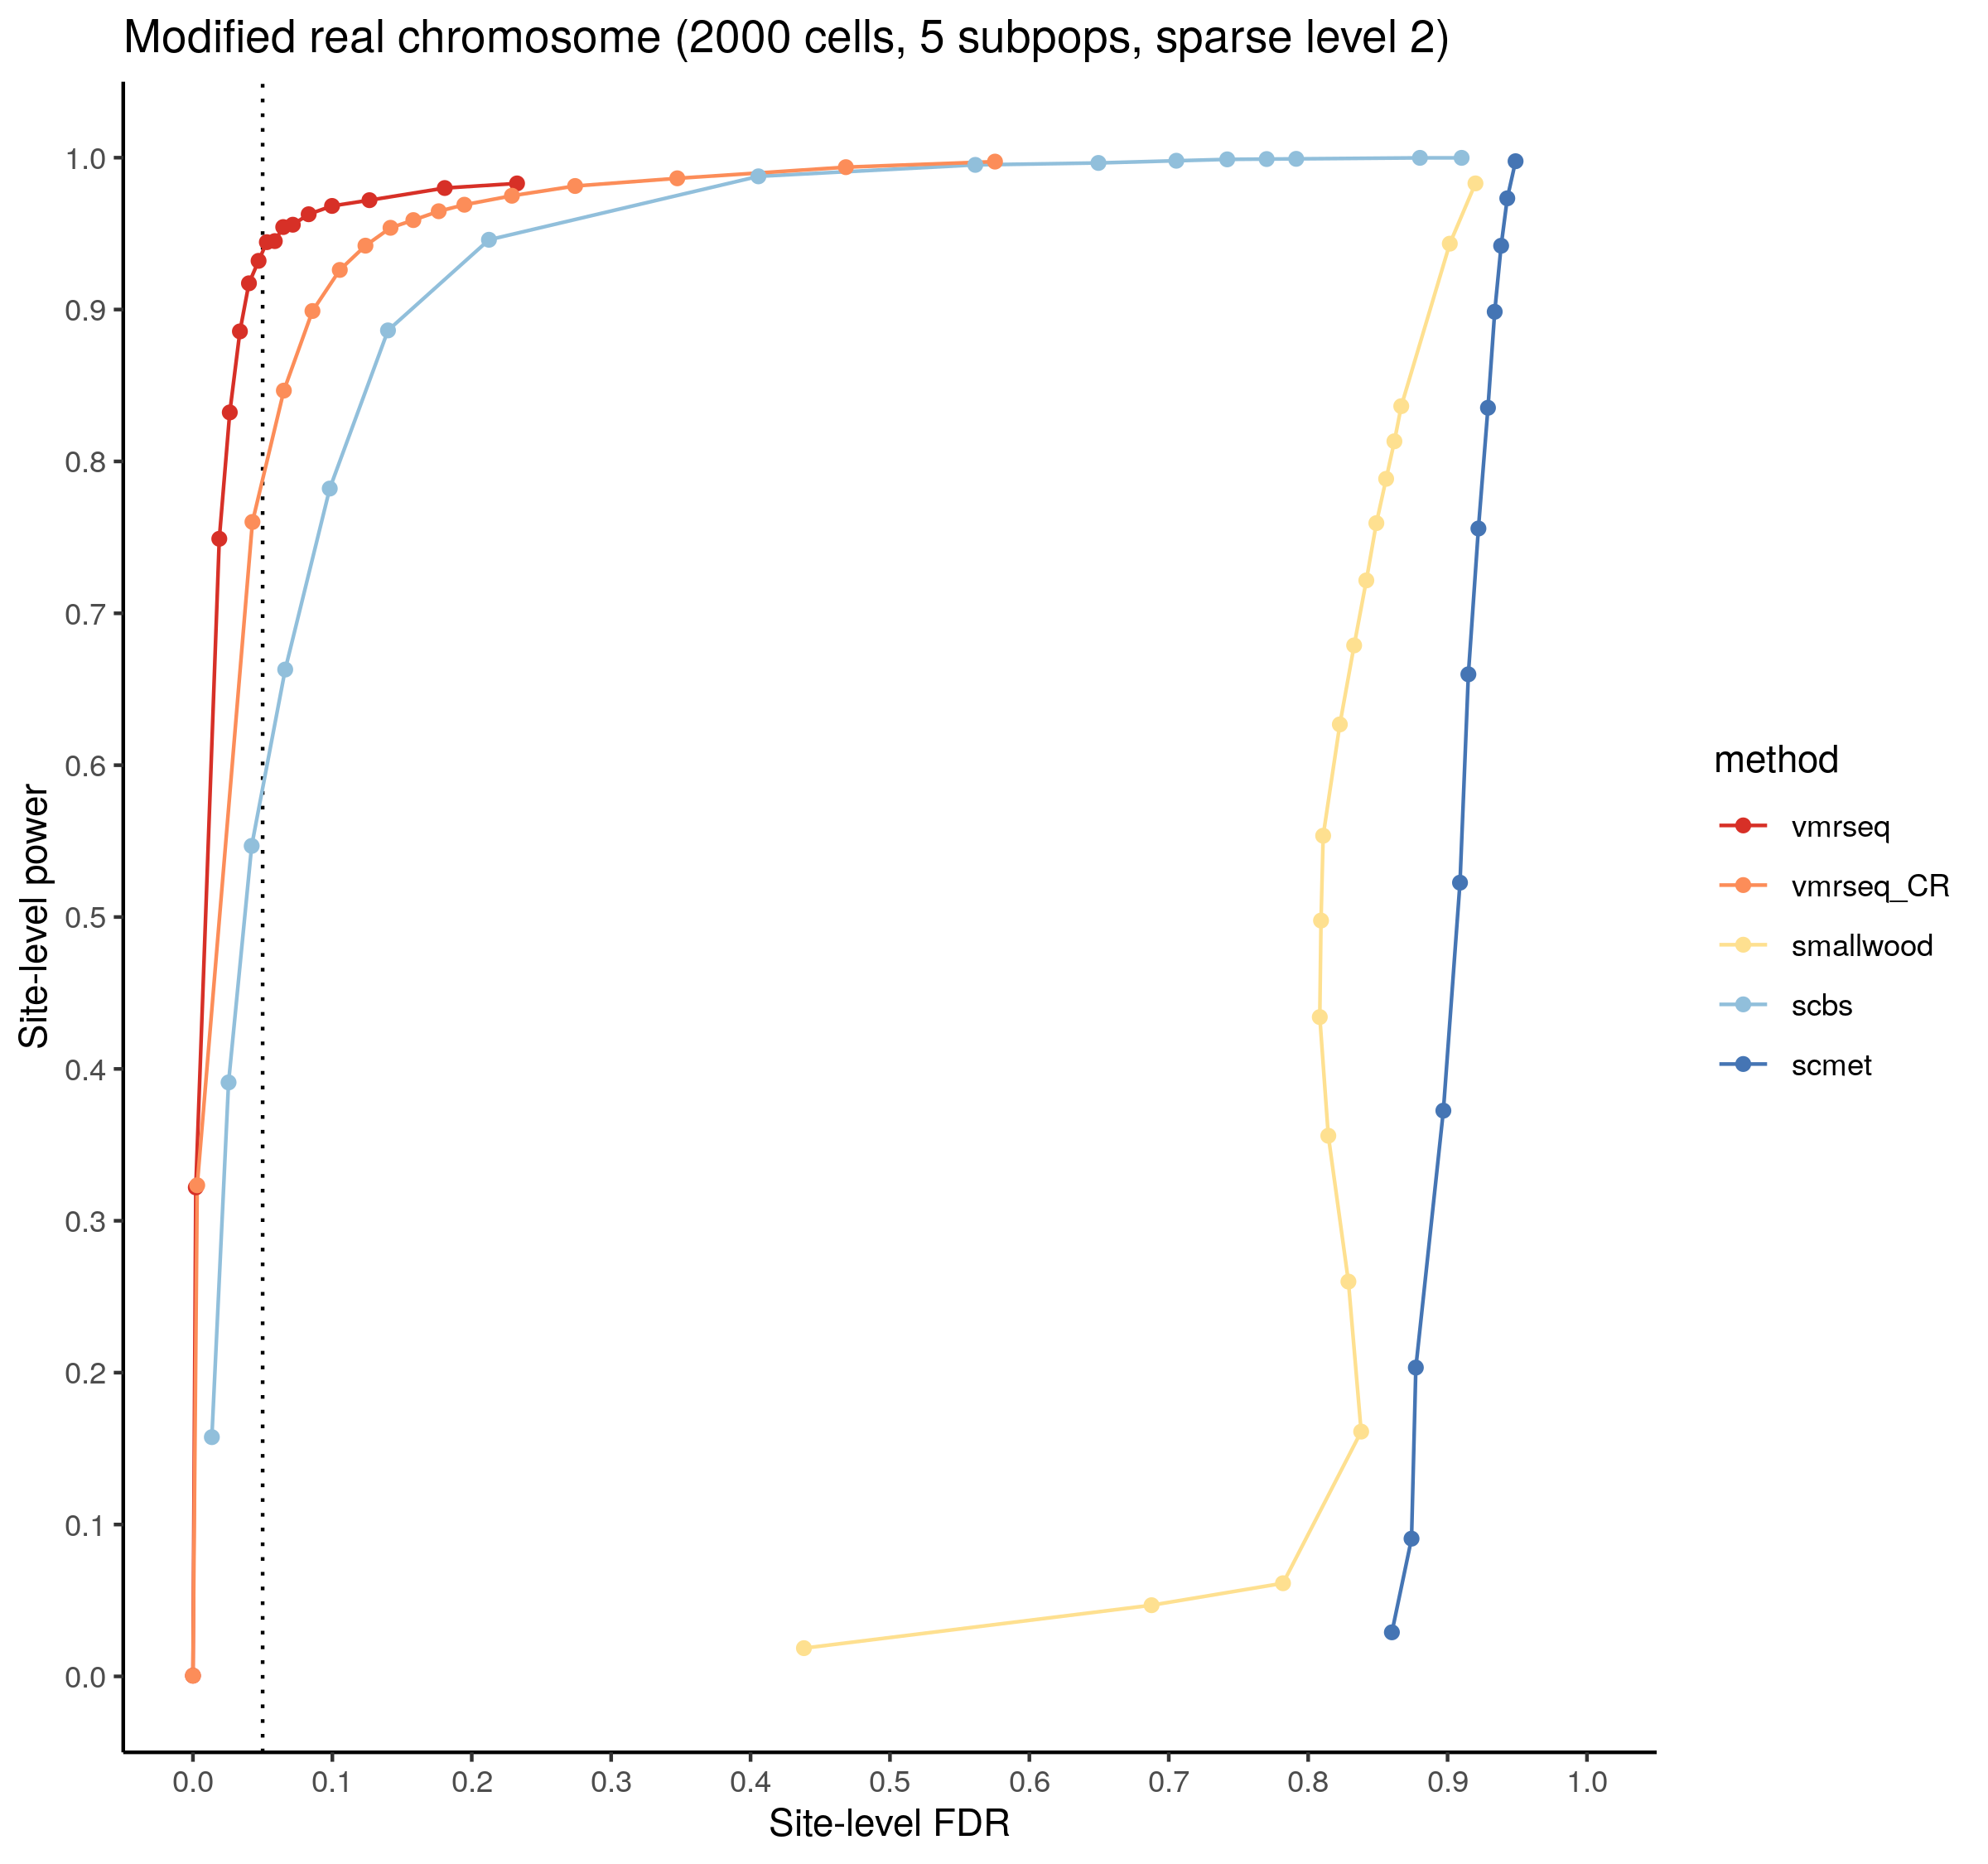 Modified real chromosome (2000 cells, 5 subpops, sparse level 2)
1.0
0.9
0.8
0.7
0.6
0.5
0.4
0.3
0.2
0.1
0.0
Site-level power
0.0 0.1 0.2 0.3 0.4 0.5 0.6 0.7 0.8 0.9 1.0
Site-level FDR
method
vmrseq
vmrseq_CR
smallwood
scbs
scmet